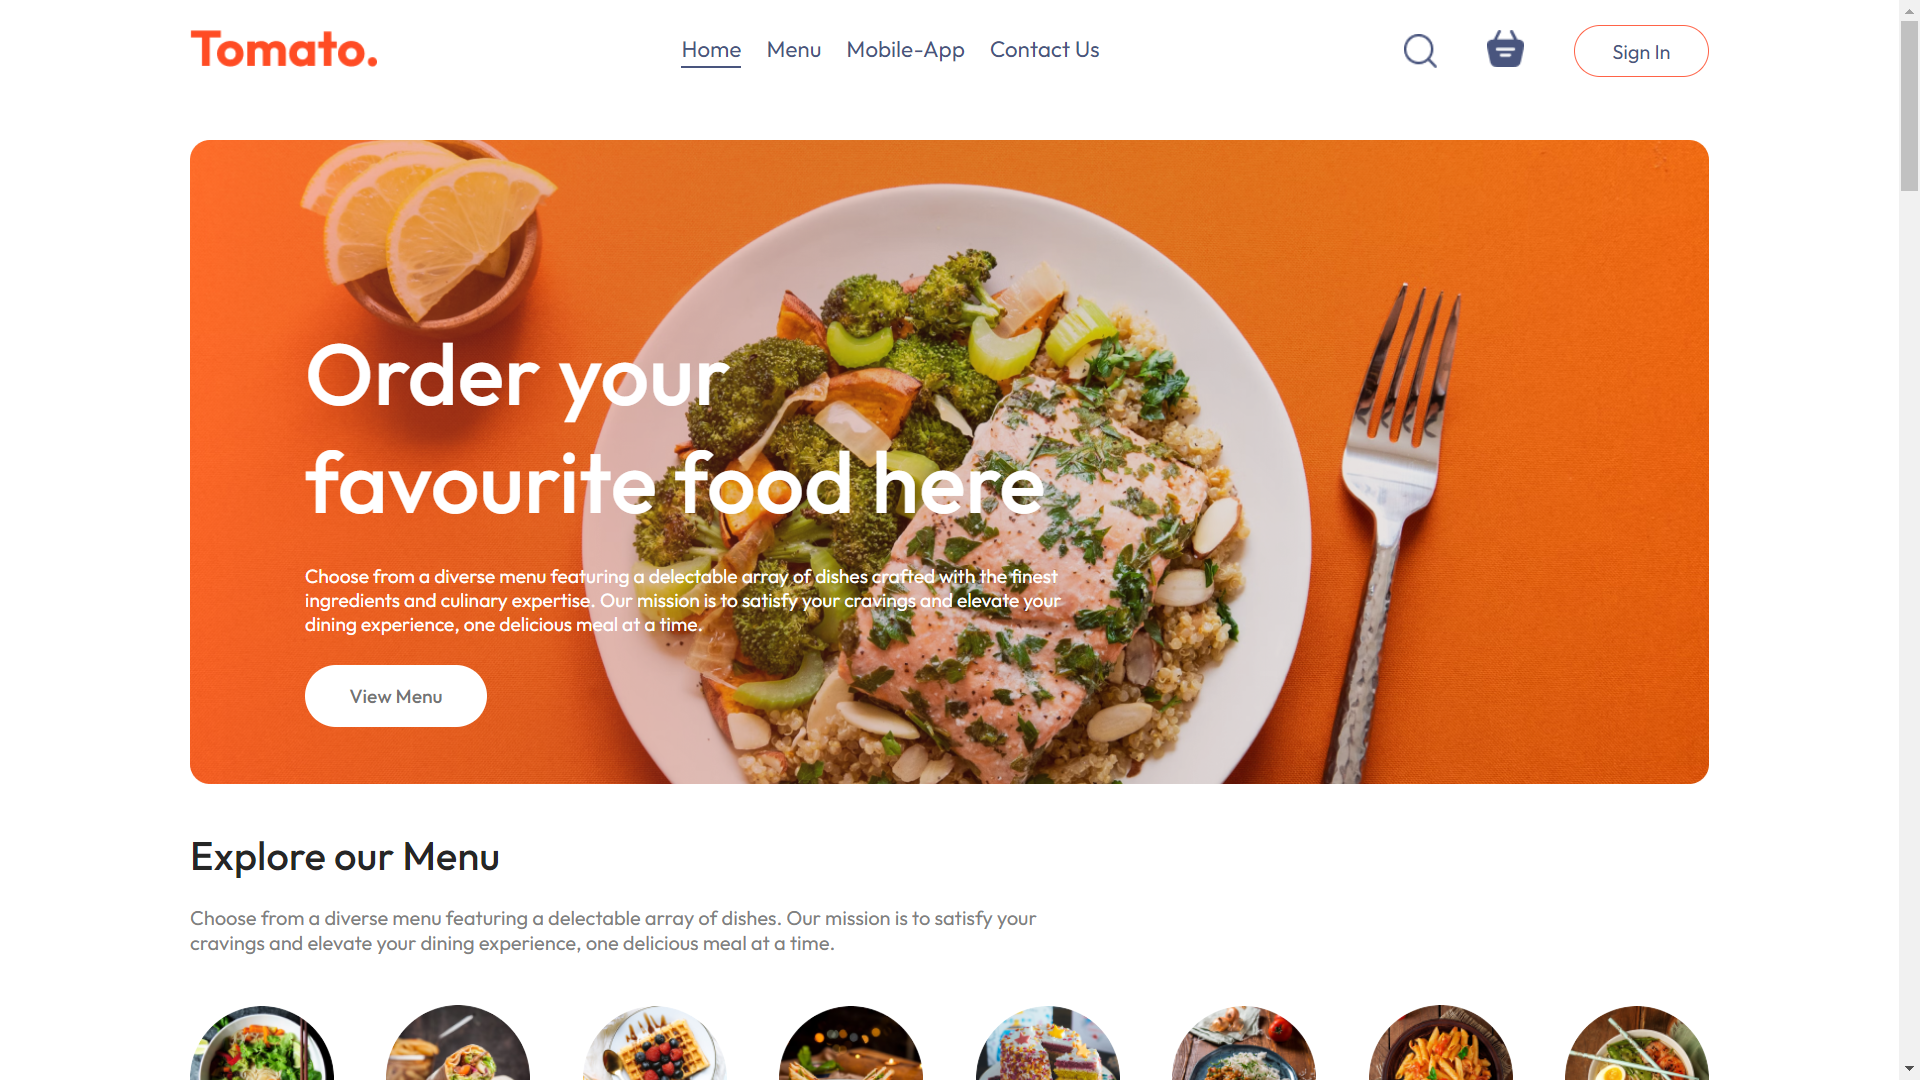 Tomato.
Home Menu Mobile-App Contact Us
Sign In
Order your
favourite food here
Choose from a diverse menu featuring a delectable array of dishes crafted with the finest
ingredients and culinary expertise. Our mission is to satisfy your cravings and elevate your
dining experience, one delicious meal at a time.
View Menu
Explore our Menu
Choose from a diverse menu featuring a delectable array of dishes. Our mission is to satisfy your
cravings and elevate your dining experience, one delicious meal at a time.